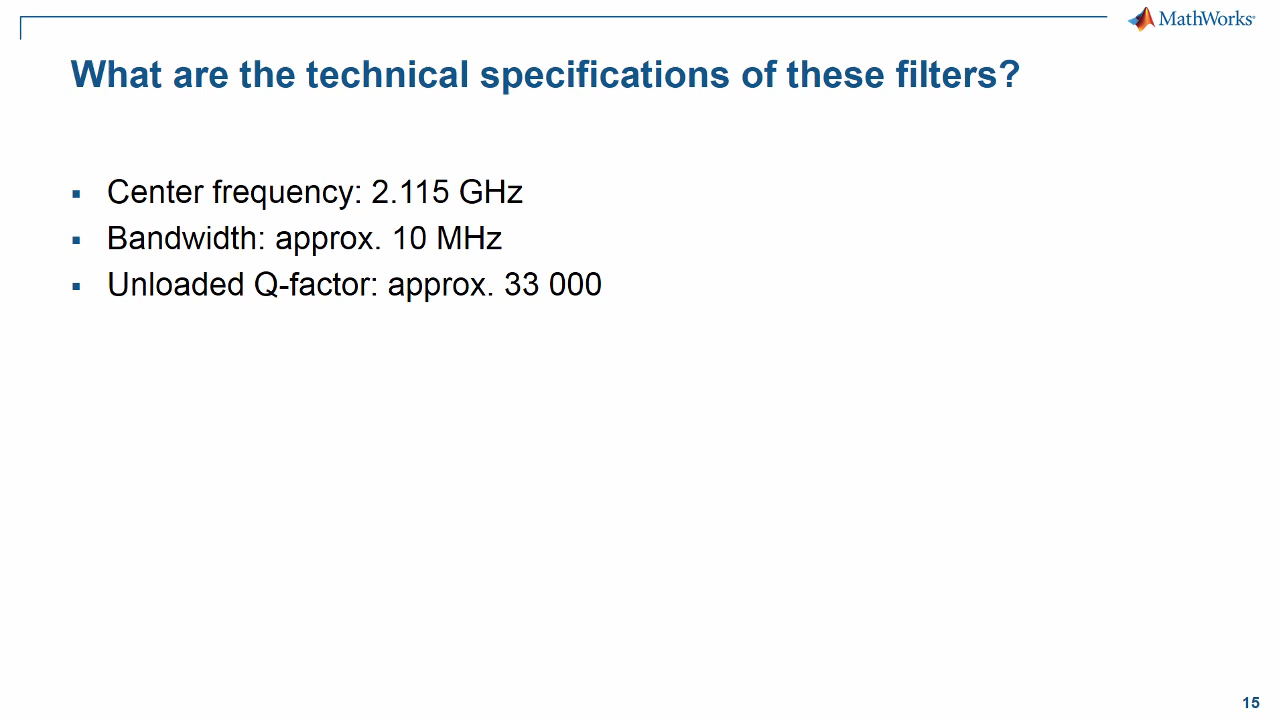 MathWorks®
What are the technical specifications of these filters?
▪ Center frequency: 2.115 GHz
▪ Bandwidth: approx. 10 MHz
▪ Unloaded Q-factor: approx. 33 000
15